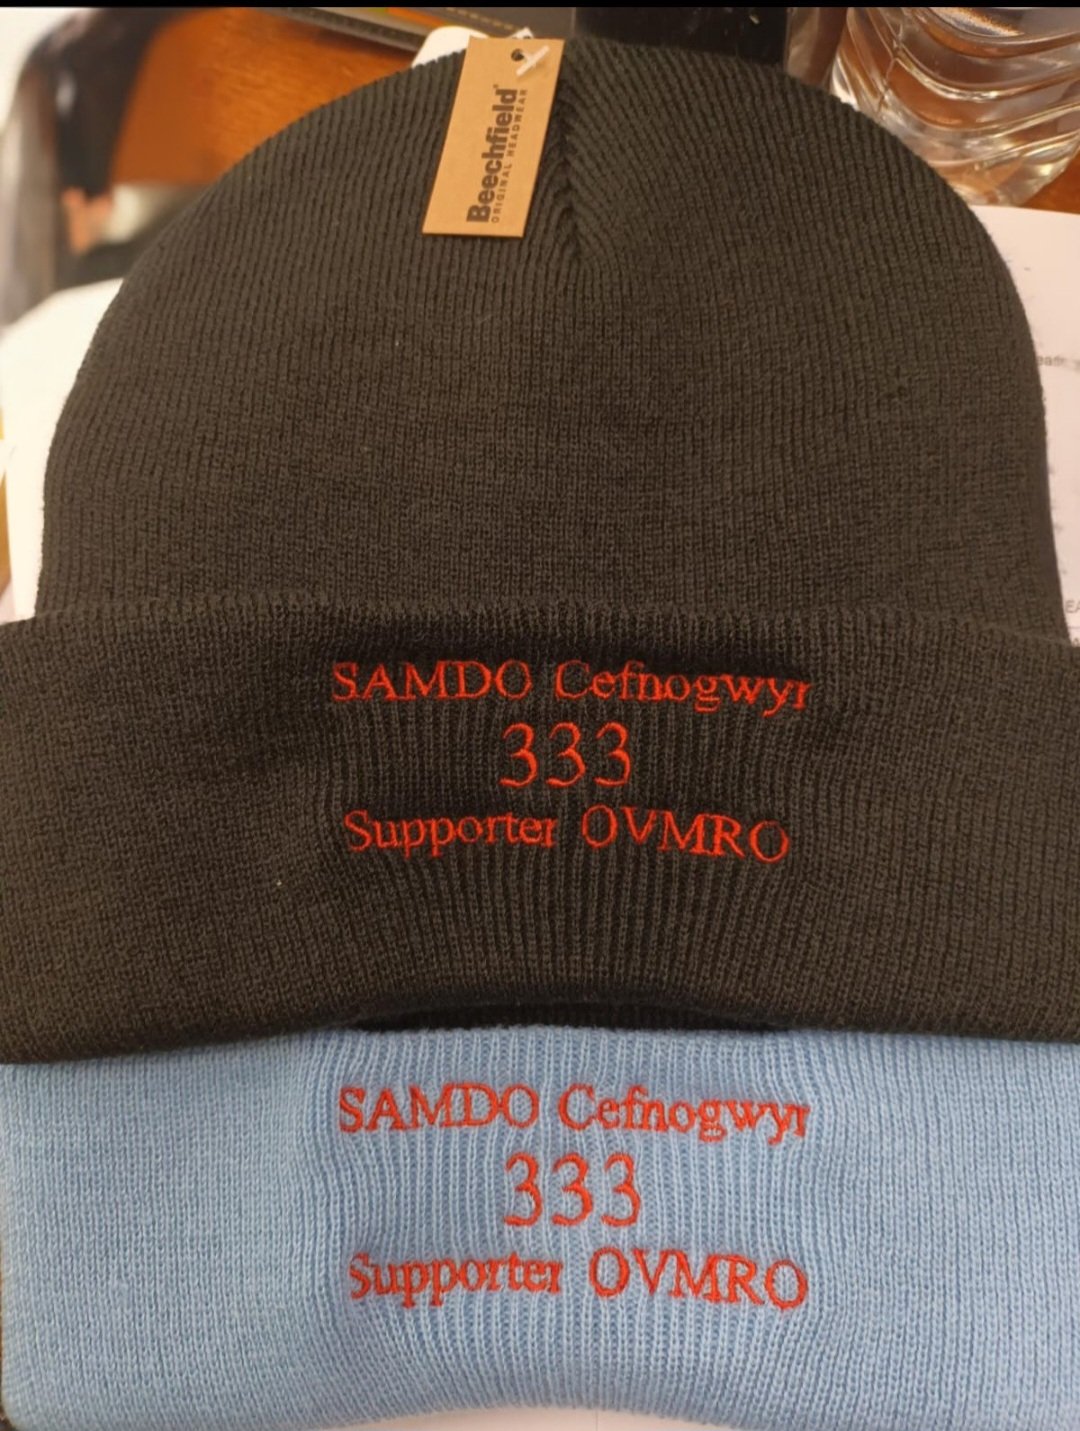 Beechfield
ORIGINAL HEADWEAR
SAMDO Cefnogwyr
333
Supporter OVMRO
SAMDO Cefnogwyr
333
Supporter OVMRO